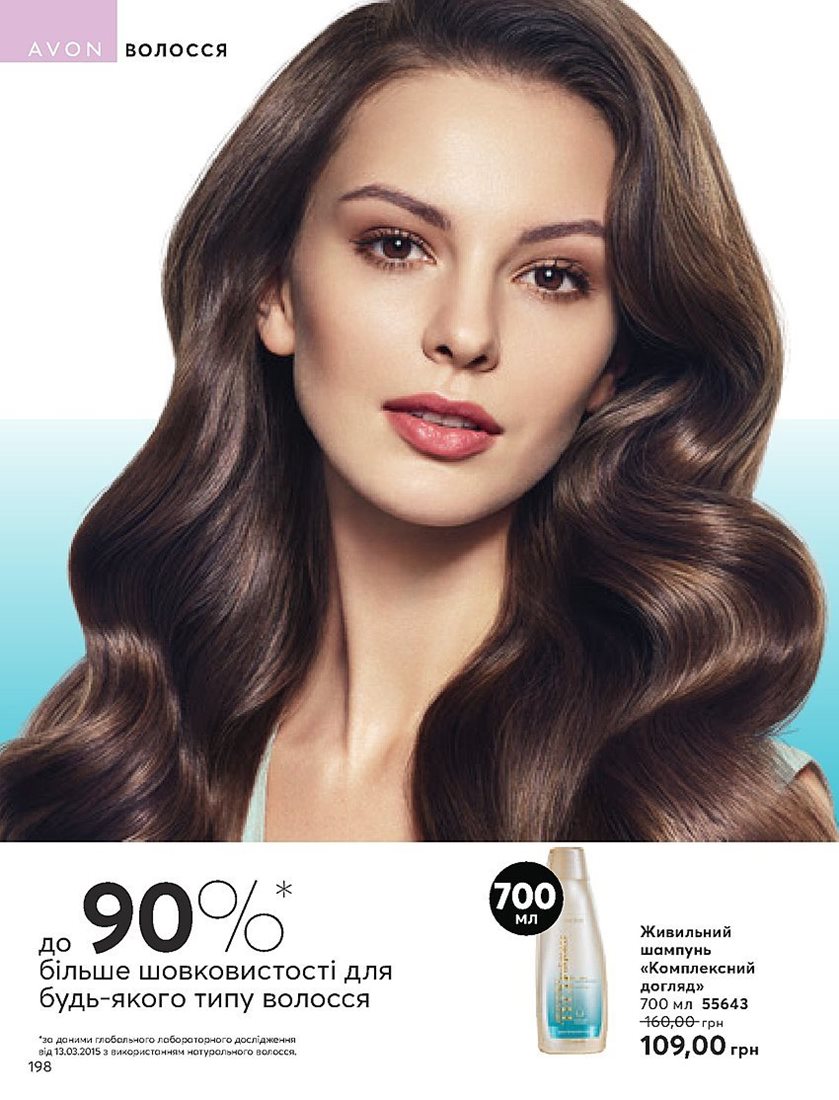 AVON ВОЛОССЯ
до 90%*
більше шовковистості для
будь-якого типу волосся
*за даними глобального лабораторного дослідження
від 13.03.2015 з використанням натурального волосся.
198
700
МЛ
Живильний
шампунь
«Комплексний
догляд»
700 мл 55643
160,00 грн
109,00 грн